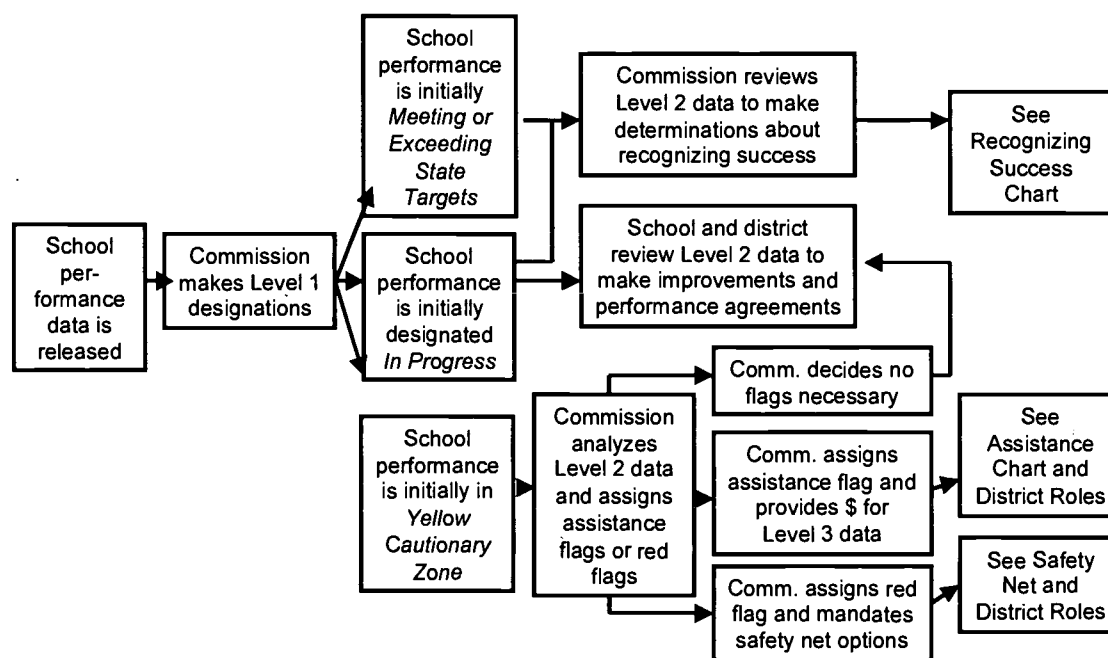 School
per-
formance
data is
released
Commission
makes Level 1
designations
School
performance
is initially
Meeting or
Exceeding
State
Targets
School
performance
is initially
designated
In Progress
School
performance
is initially in
Yellow
Cautionary
Zone
Commission reviews
Level 2 data to make
determinations about
recognizing success
See
Recognizing
Success
Chart
School and district
review Level 2 data to
make improvements and
performance agreements
Commission
analyzes
Level 2 data
and assigns
assistance
flags or red
flags
Comm. decides no
flags necessary
Comm. assigns
assistance flag and
provides $ for
Level 3 data
Comm. assigns red
flag and mandates
safety net options
See
Assistance
Chart and
District Roles
See Safety
Net and
District Roles